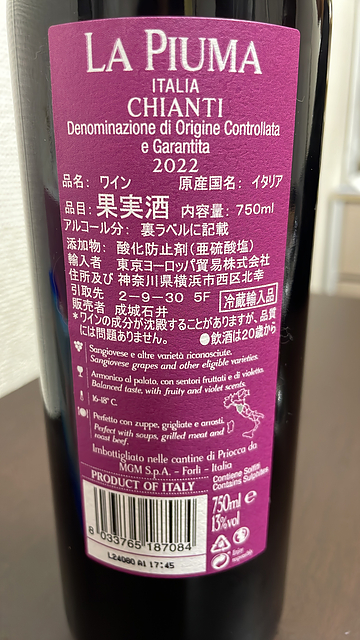 LA PIUMA
ITALIA
CHIANTI
Denominazione di Origine Controllata
e Garantita
2022
品名: ワイン 原産国名: イタリア
品目: 果実酒 内容量: 750ml
アルコール分: 裏ラベルに記載
添加物: 酸化防止剤(亜硫酸塩)
輸入者 東京ヨーロッパ貿易株式会社
住所及び 神奈川県横浜市西区北幸
引取先 2-9-30 5F 冷蔵輸入品
販売者 成城石井
*ワインの成分が沈殿することがありますが、品質
には問題ありません。 ●飲酒は20歳から
Sangiovese e altre varietà riconosciute.
Sangiovese grapes and other eligible varieties.
Armonico al palato, con sentori fruttati e di violetta.
Balanced taste, with fruity and violet scents.
16-18° C.
Perfetto con zuppe, grigliate e arrosti.
Perfect with soups, grilled meat and
roast beef.
Imbottigliato nelle cantine di Priocca da
MGM S.p.A. - Forlì - Italia
PRODUCT OF ITALY
Contiene Solfiti
Contains Sulphites
750ml e
13%vol
8 033765 187084
L24060 A1 17:45
Enjoy
responsibly